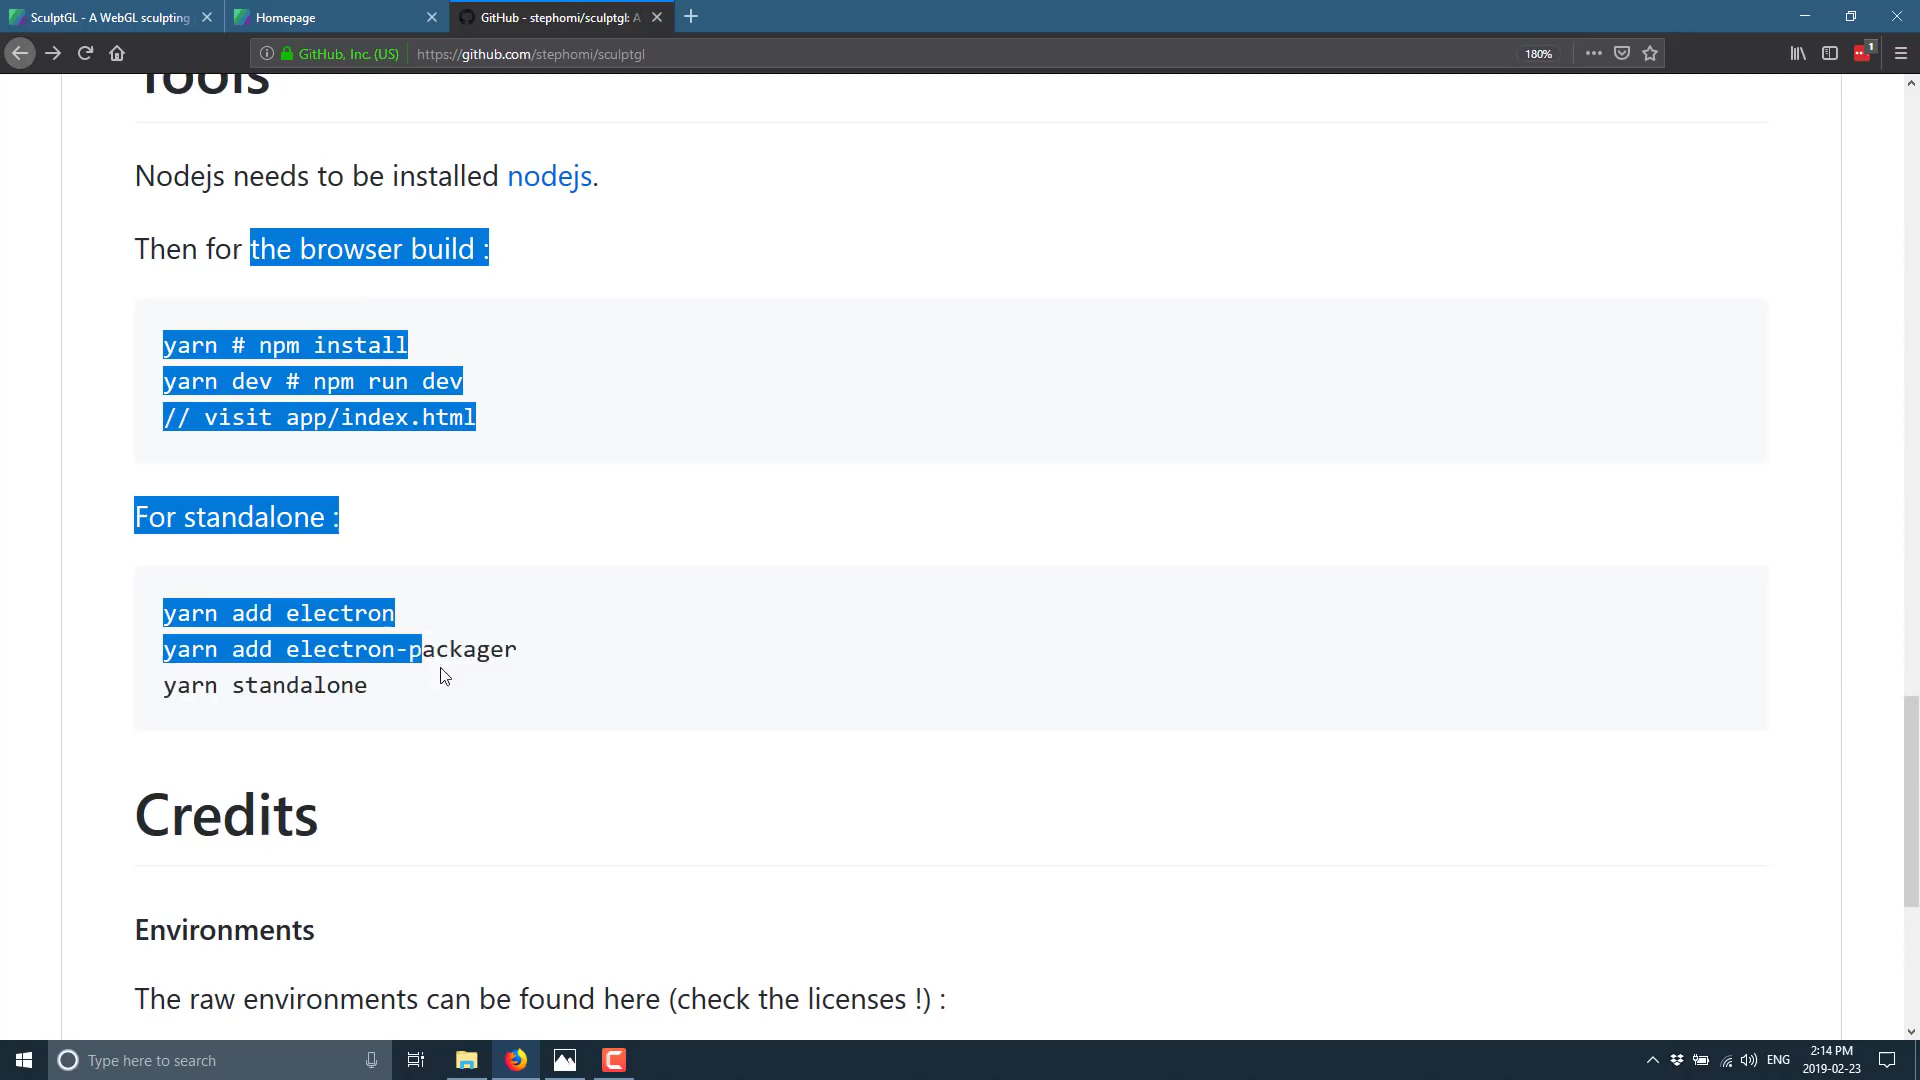 SculptGL - A WebGL sculpting
Homepage
GitHub - stephomi/sculptgl: A
GitHub, Inc. (US)
https://github.com/stephomi/sculptgl
180%
1
Tools
Nodejs needs to be installed nodejs.
Then for the browser build :
yarn # npm install
yarn dev # npm run dev
// visit app/index.html
For standalone :
yarn add electron
yarn add electron-packager
yarn standalone
Credits
Environments
The raw environments can be found here (check the licenses !) :
Type here to search
ENG
2:14 PM
2019-02-23